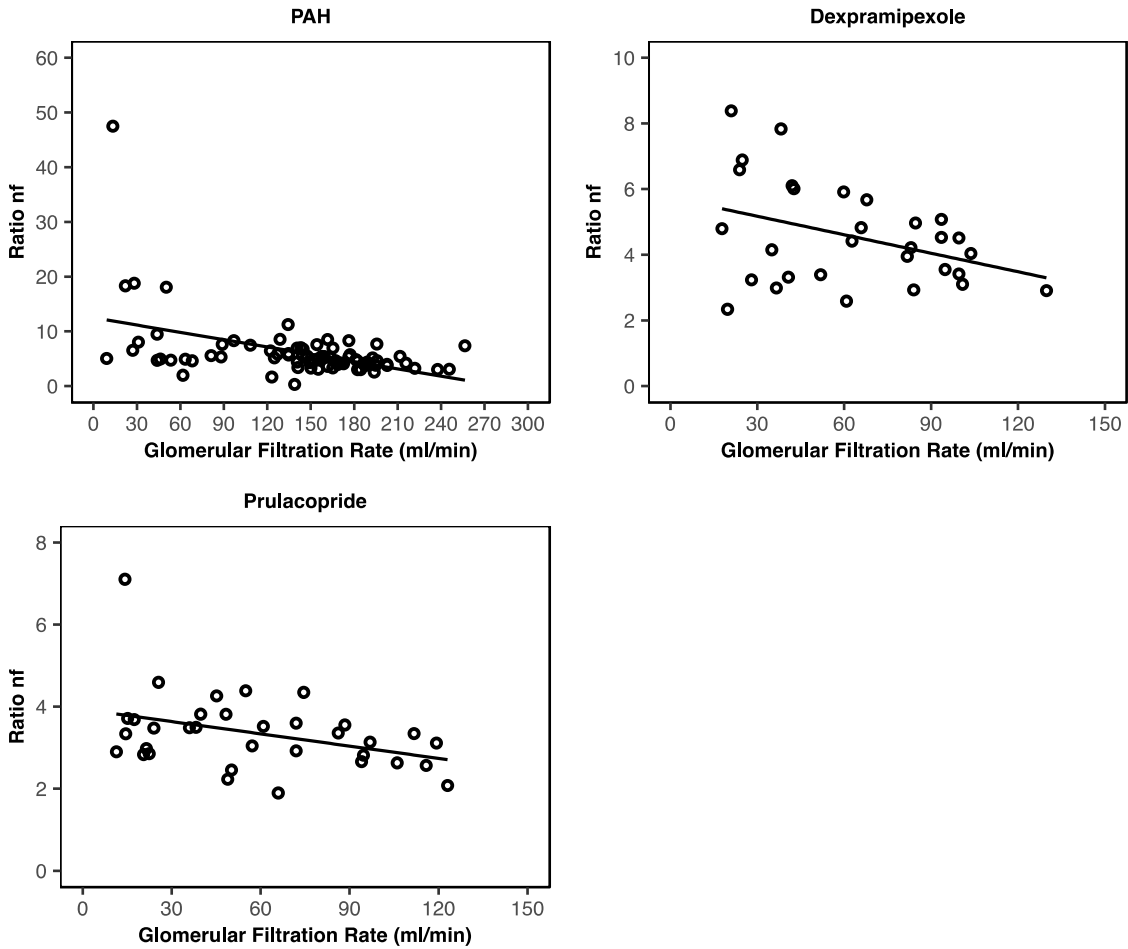 PAH
60
50
40
30
20
10
0
Ratio nf
0 30 60 90 120 150 180 210 240 270 300
Glomerular Filtration Rate (ml/min)
Dexpramipexole
10
8
6
4
2
0
Ratio nf
0 30 60 90 120 150
Glomerular Filtration Rate (ml/min)
Prulacopride
8
6
4
2
0
Ratio nf
0 30 60 90 120 150
Glomerular Filtration Rate (ml/min)